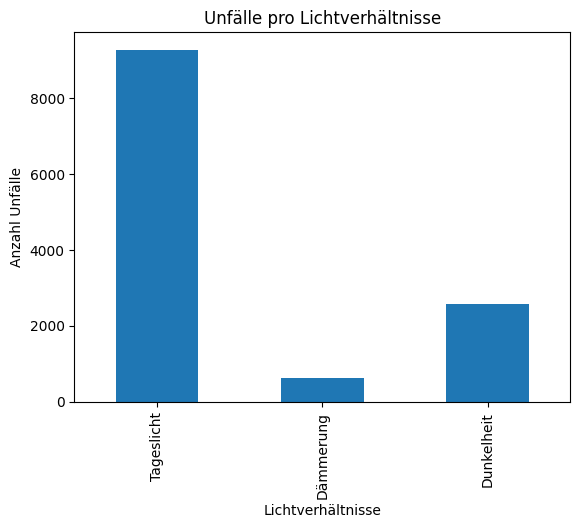 Unfälle pro Lichtverhältnisse
Anzahl Unfälle
8000
6000
4000
2000
0
Tageslicht
Dämmerung
Dunkelheit
Lichtverhältnisse